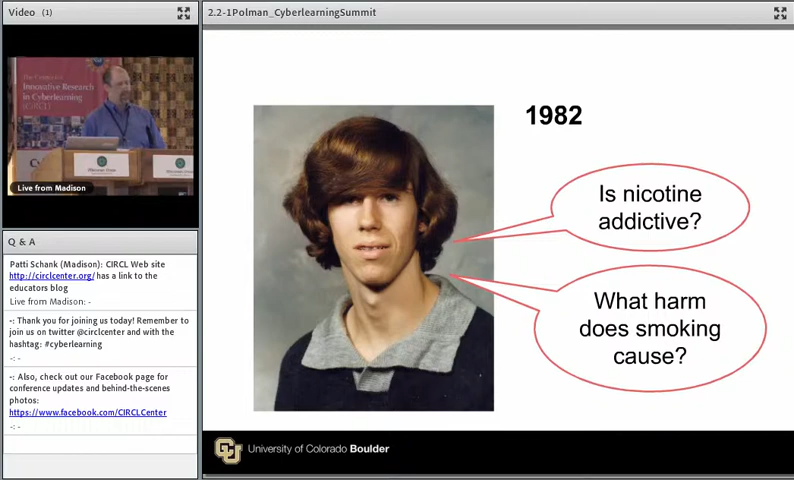 Video (1)
2.2-1Polman_CyberlearningSummit
Innovative Research
in Cyberlearning
(CIRCL)
Live from Madison
Q & A
Patti Schank (Madison): CIRCL Web site
http://circlcenter.org/ has a link to the
educators blog
Live from Madison: -
-: Thank you for joining us today! Remember to
join us on twitter @circlcenter and with the
hashtag: #cyberlearning
-: -
-: Also, check out our Facebook page for
conference updates and behind-the-scenes
photos:
https://www.facebook.com/CIRCLCenter
-: -
1982
Is nicotine
addictive?
What harm
does smoking
cause?
CU
University of Colorado Boulder